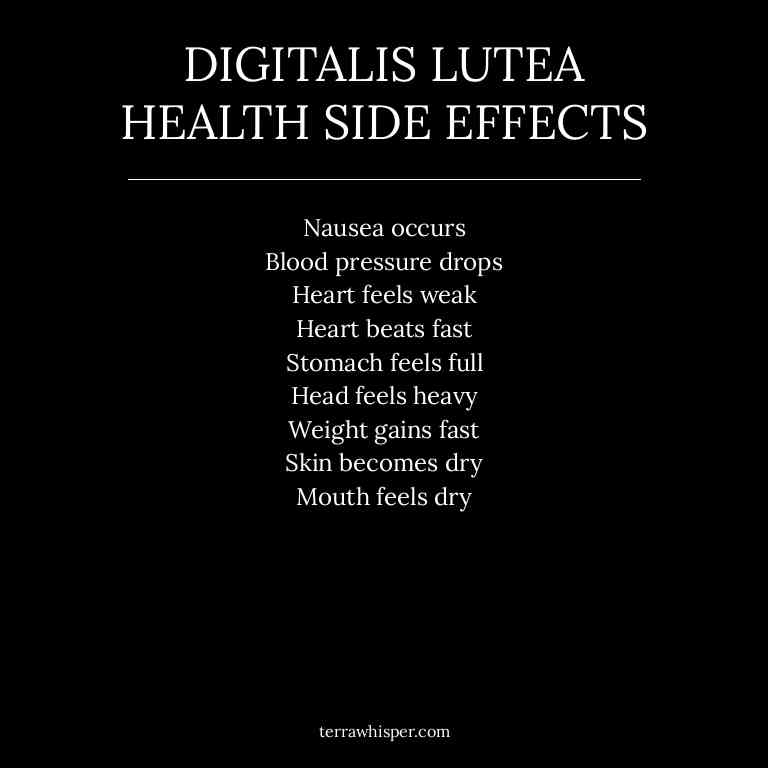 DIGITALIS LUTEA
HEALTH SIDE EFFECTS
Nausea occurs
Blood pressure drops
Heart feels weak
Heart beats fast
Stomach feels full
Head feels heavy
Weight gains fast
Skin becomes dry
Mouth feels dry
terrawhisper.com